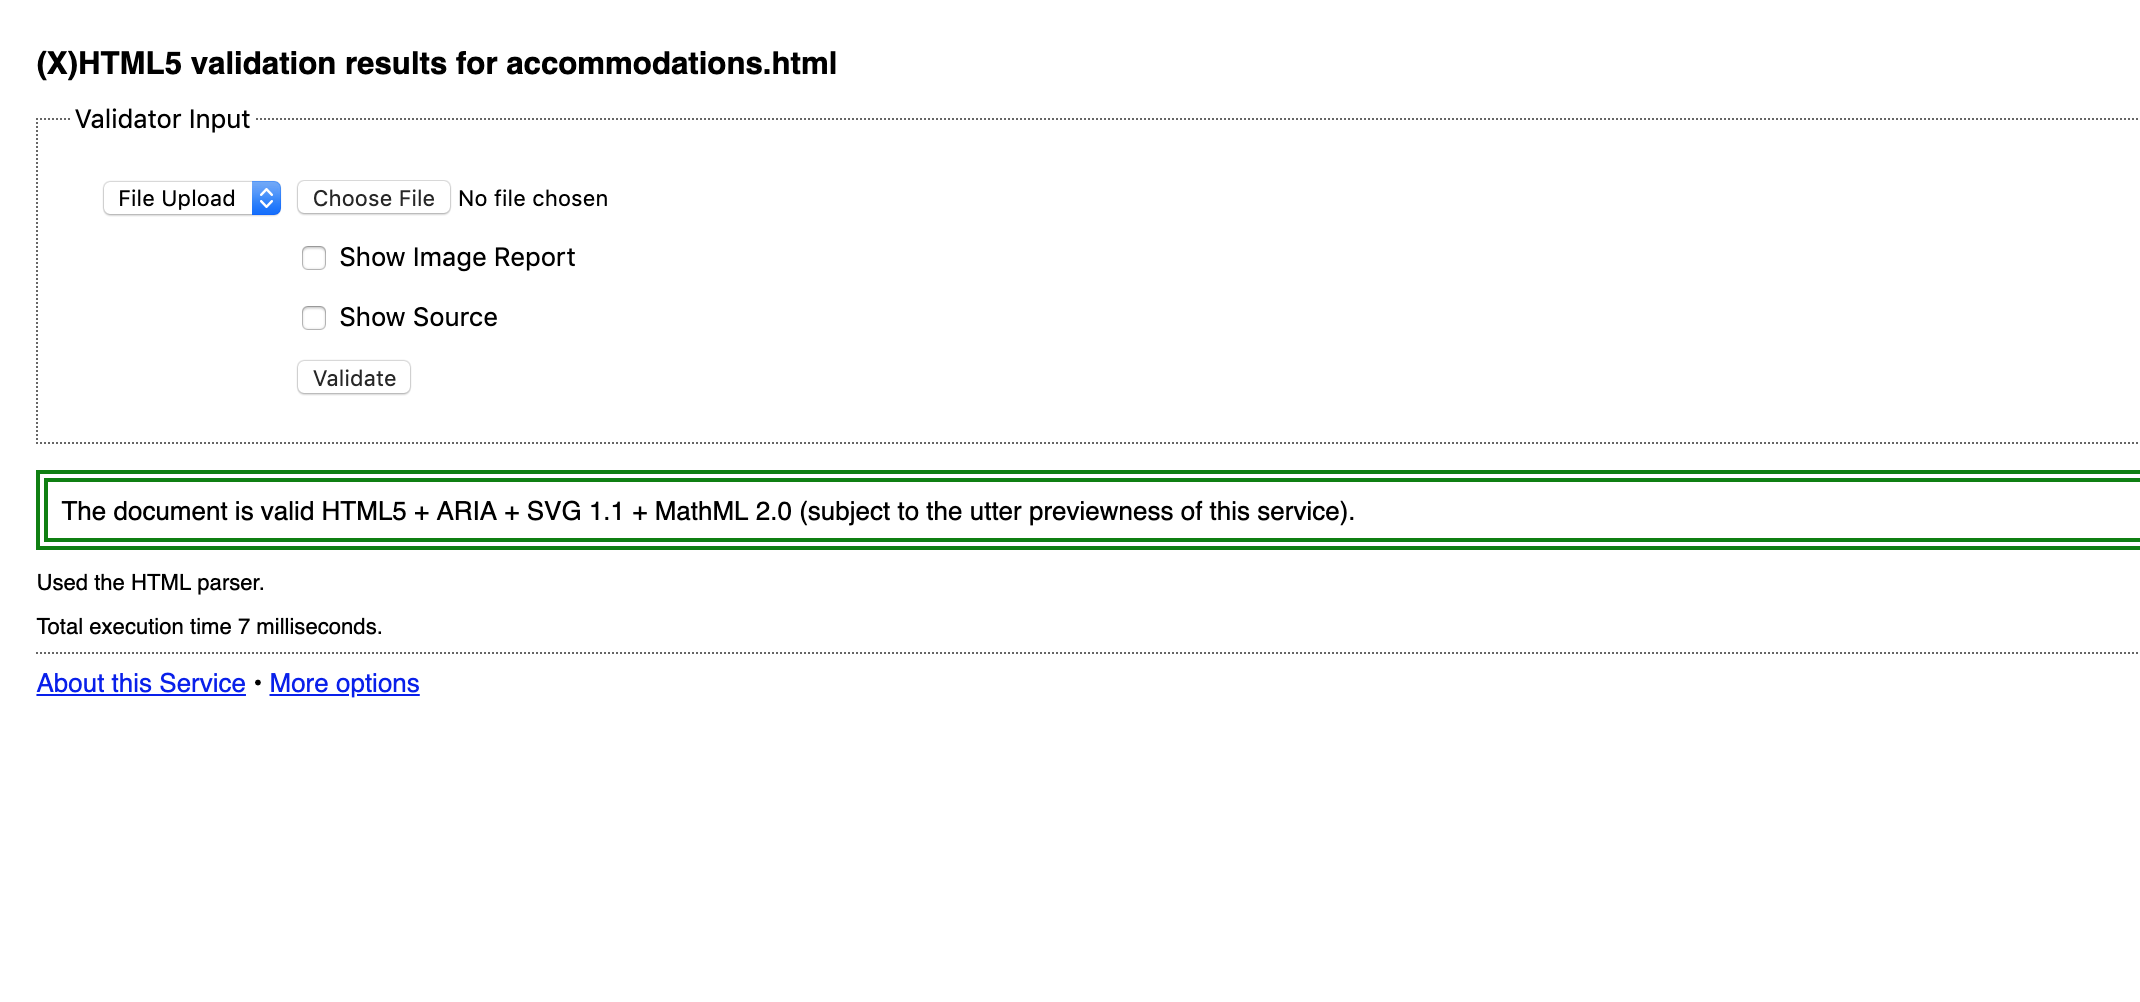 (X)HTML5 validation results for accommodations.html
Validator Input
File Upload Choose File No file chosen
Show Image Report
Show Source
Validate
The document is valid HTML5 + ARIA + SVG 1.1 + MathML 2.0 (subject to the utter previewness of this service).
Used the HTML parser.
Total execution time 7 milliseconds.
About this Service • More options